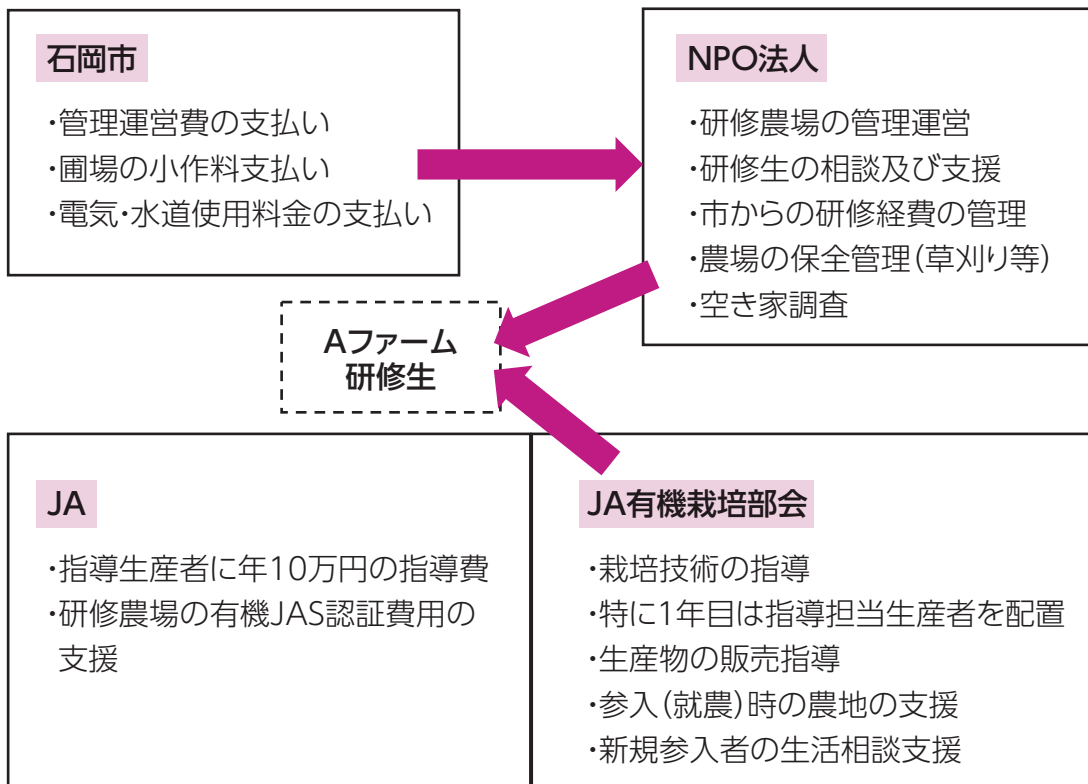 石岡市
・管理運営費の支払い
・圃場の小作料支払い
・電気・水道使用料金の支払い
NPO法人
・研修農場の管理運営
・研修生の相談及び支援
・市からの研修経費の管理
・農場の保全管理(草刈り等)
・空き家調査
Aファーム
研修生
JA
・指導生産者に年10万円の指導費
・研修農場の有機JAS認証費用の
支援
JA有機栽培部会
・栽培技術の指導
・特に1年目は指導担当生産者を配置
・生産物の販売指導
・参入(就農)時の農地の支援
・新規参入者の生活相談支援